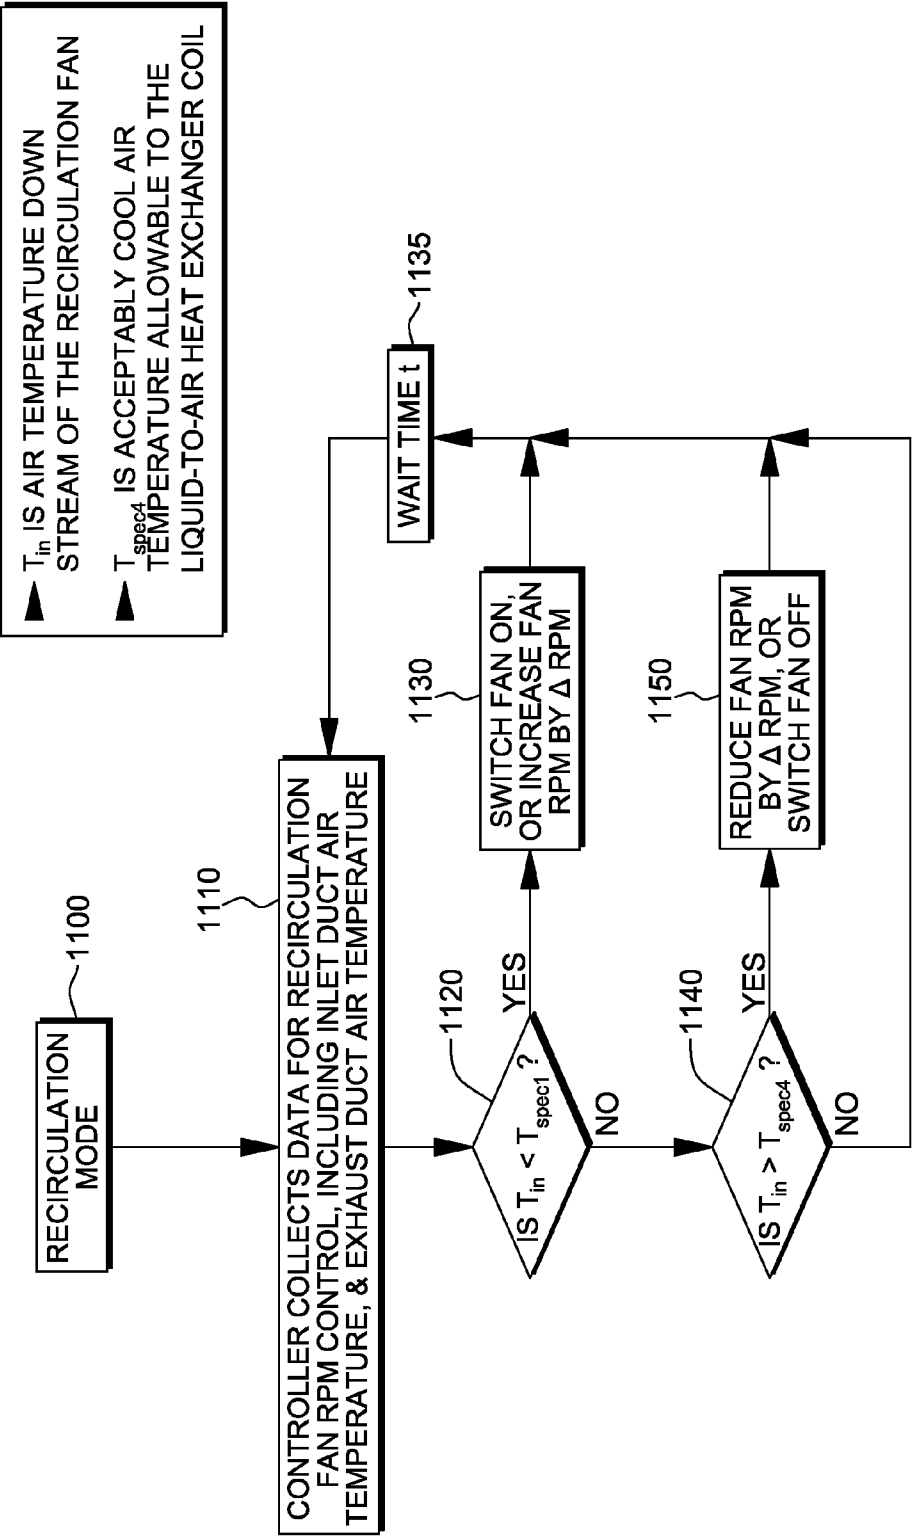 RECIRCULATION
MODE
1100
CONTROLLER COLLECTS DATA FOR RECIRCULATION
FAN RPM CONTROL, INCLUDING INLET DUCT AIR
TEMPERATURE, & EXHAUST DUCT AIR TEMPERATURE
1110
IS Tin < Tspec1 ?
1120
YES
NO
SWITCH FAN ON,
OR INCREASE FAN
RPM BY Δ RPM
1130
WAIT TIME t
1135
IS Tin > Tspec4 ?
1140
YES
NO
REDUCE FAN RPM
BY Δ RPM, OR
SWITCH FAN OFF
1150
Tin IS AIR TEMPERATURE DOWN
STREAM OF THE RECIRCULATION FAN
Tspec4 IS ACCEPTABLY COOL AIR
TEMPERATURE ALLOWABLE TO THE
LIQUID-TO-AIR HEAT EXCHANGER COIL